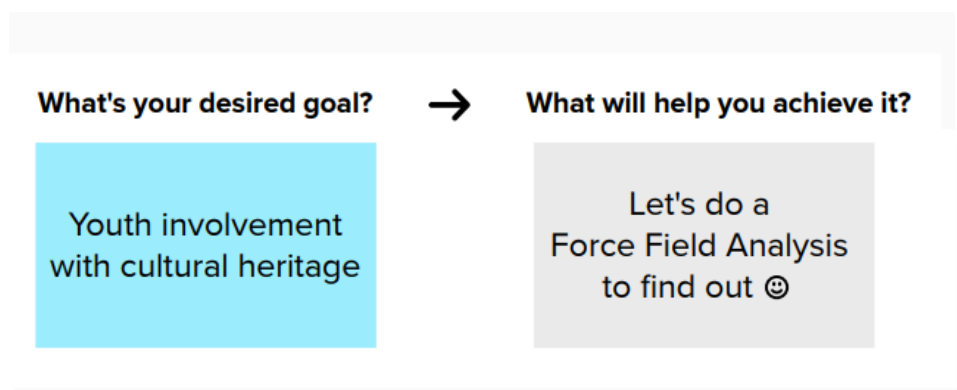 What's your desired goal?
→
What will help you achieve it?
Youth involvement
with cultural heritage
Let's do a
Force Field Analysis
to find out ☺